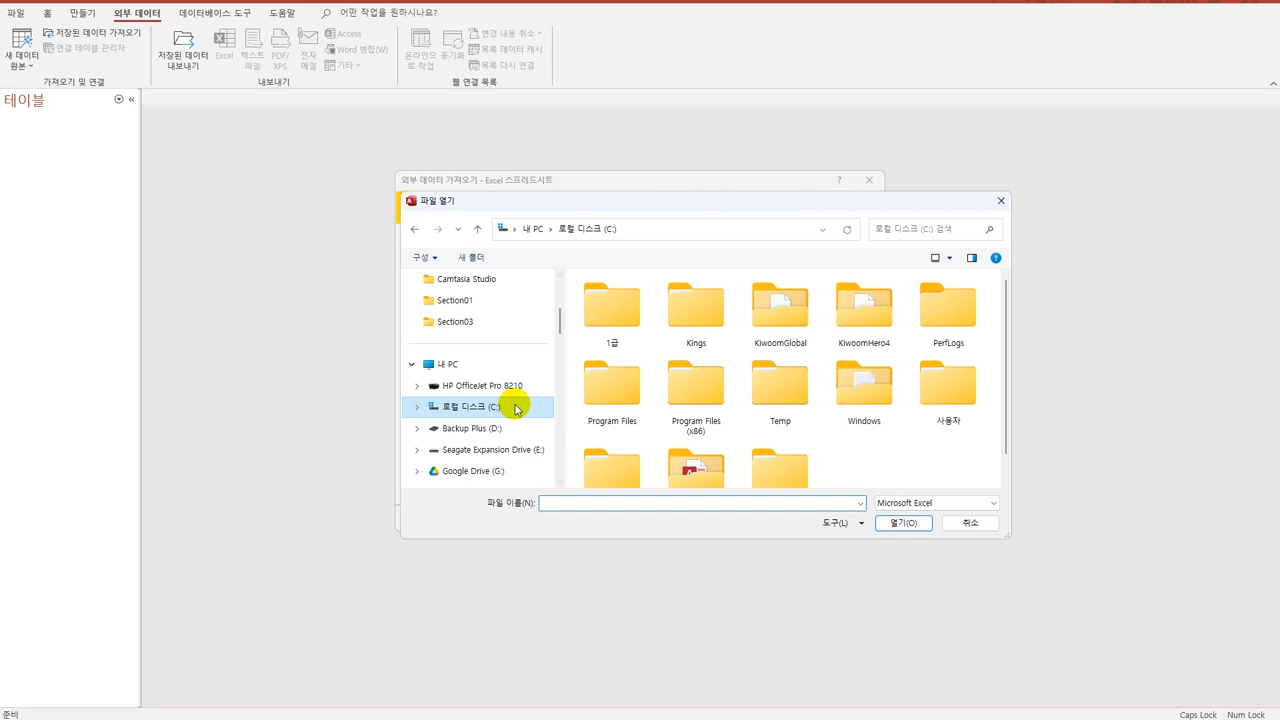 파일 홈 만들기 외부 데이터 데이터베이스 도구 도움말 어떤 작업을 원하시나요?
새 데이터 원본
저장된 데이터 가져오기
연결 테이블 관리자
가져오기 및 연결
저장된 데이터 내보내기
Excel
텍스트 파일
PDF/ XPS
전자 메일
Access
Word 병합(W)
기타
내보내기
온라인으로 작업
동기화
변경 내용 취소
목록 데이터 캐시
목록 다시 연결
웹 연결 목록
테이블
외부 데이터 가져오기 - Excel 스프레드시트
파일 열기
내 PC › 로컬 디스크 (C:)
로컬 디스크 (C:) 검색
구성 새 폴더
Camtasia Studio
Section01
Section03
내 PC
HP OfficeJet Pro 8210
로컬 디스크 (C:)
Backup Plus (D:)
Seagate Expansion Drive (E:)
Google Drive (G:)
1급 Kings KiwoomGlobal KiwoomHero4 PerfLogs
Program Files Program Files (x86) Temp Windows 사용자
파일 이름(N): Microsoft Excel
도구(L) 열기(O) 취소
준비 Caps Lock Num Lock